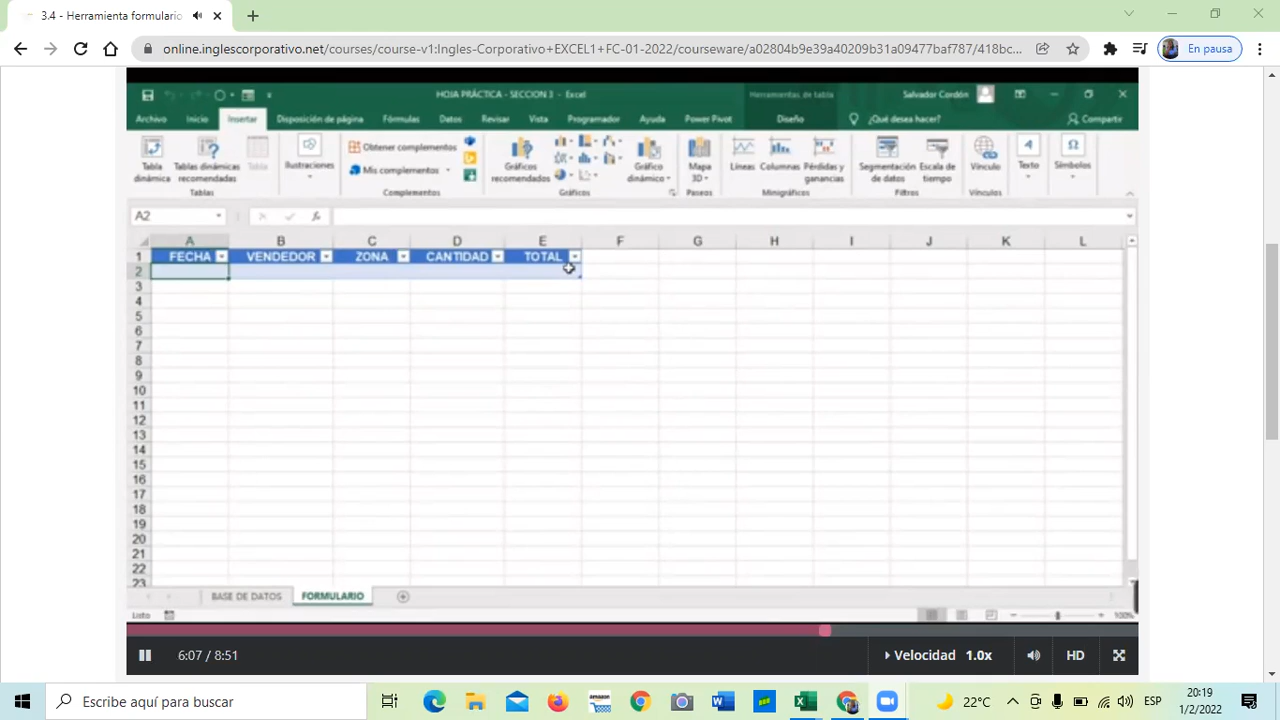 3.4 - Herramienta formulario
online.inglescorporativo.net/courses/course-v1:Ingles-Corporativo+EXCEL1+FC-01-2022/courseware/a0284b9e39a40209b31a09477baf787/418bc...
En pausa
HOJA PRÁCTICA - SECCION 3 - Excel
Herramientas de tabla
Salvador Cordón
Archivo Inicio Insertar Disposición de página Fórmulas Datos Revisar Vista Programador Ayuda Power Pivot Diseño ¿Qué desea hacer? Compartir
Tabla dinámica
Tablas dinámicas recomendadas
Tabla
Ilustraciones
Obtener complementos
Mis complementos
Gráficos recomendados
Gráfico dinámico
Mapa 3D
Líneas
Columnas
Pérdidas y ganancias
Segmentación de datos
Escala de tiempo
Vínculo
Texto
Símbolos
Tablas Complementos Gráficos Paseos Minigráficos Filtros Vínculos
A2
fx
A B C D E F G H I J K L
1 FECHA VENDEDOR ZONA CANTIDAD TOTAL
2
3
4
5
6
7
8
9
10
11
12
13
14
15
16
17
18
19
20
21
22
23
BASE DE DATOS FORMULARIO
Listo
100%
6:07 / 8:51
Velocidad 1.0x
HD
Escribe aquí para buscar
amazon
22°C
ESP
20:19
1/2/2022